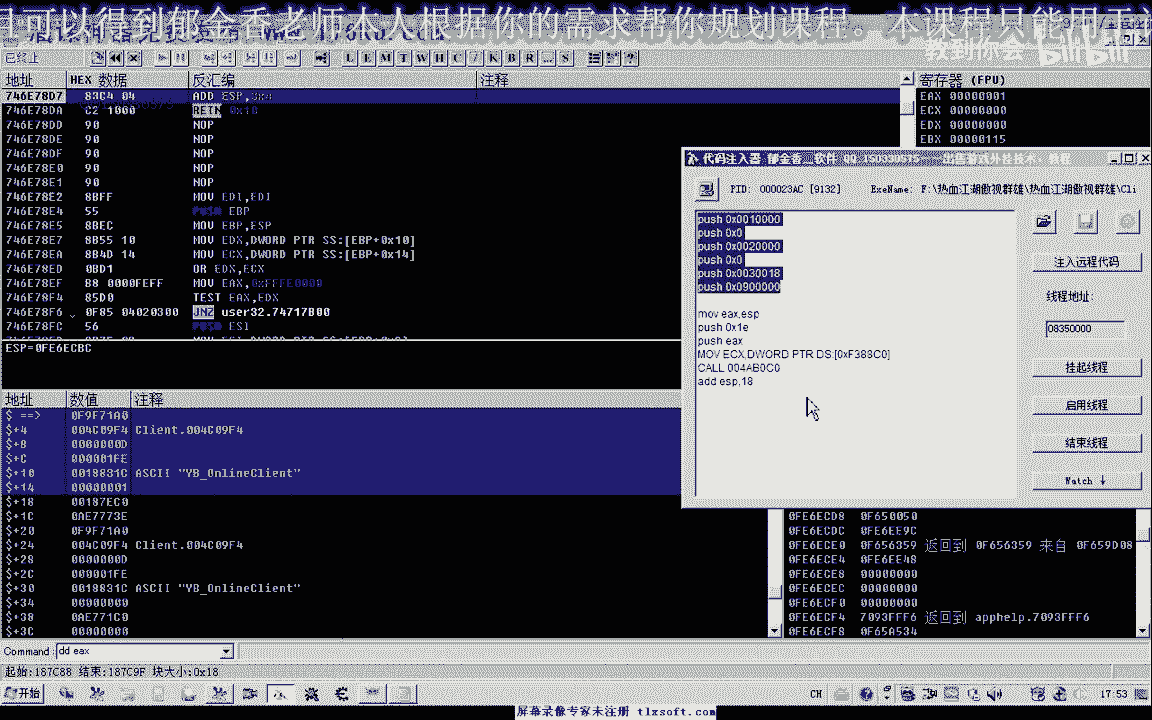 可以得到郁金香老师本人根据你的需求帮你规划课程。本课程只能用于
教到你会 bilibili
已终止
L E M T W H C / K B R ... S
地址 HEX 数据 反汇编 注释 寄存器 (FPU)
746E78D7 83C4 04 ADD ESP,0x4 EAX 00000001
746E78DA C2 1000 RETN 0x10 ECX 00000000
746E78DD 90 NOP EDX 00000000
746E78DE 90 NOP EBX 00000115
746E78DF 90 NOP
746E78E0 90 NOP
746E78E1 90 NOP
746E78E2 8BFF MOV EDI,EDI
746E78E4 55 PUSH EBP
746E78E5 8BEC MOV EBP,ESP
746E78E7 8B55 10 MOV EDX,DWORD PTR SS:[EBP+0x10]
746E78EA 8B4D 14 MOV ECX,DWORD PTR SS:[EBP+0x14]
746E78ED 0BD1 OR EDX,ECX
746E78EF B8 0000FEFF MOV EAX,0xFFFE0000
746E78F4 85D0 TEST EAX,EDX
746E78F6 0F85 04020300 JNZ user32.74717B00
746E78FC 56 PUSH ESI
ESP=0FE6ECBC
代码注入器 郁金香 软件 QQ 150330575 出售游戏外挂技术、教程
PID: 000023AC [9132] ExeName: F:\热血江湖傲视群雄\热血江湖傲视群雄\Cli
push 0x0010000
push 0x0
push 0x0020000
push 0x0
push 0x0030018
push 0x0900000
mov eax,esp
push 0x1e
push eax
MOV ECX,DWORD PTR DS:[0xF388C0]
CALL 004AB0C0
add esp,18
注入远程代码
线程地址:
08350000
挂起线程
启用线程
结束线程
Watch ↓
地址 数值 注释
$ ==> 0F9F71A0
$+4 004C09F4 Client.004C09F4
$+8 0000000D
$+C 000001FE
$+10 0018831C ASCII "YB_OnlineClient"
$+14 00000001
$+18 00187EC0
$+1C 0AE7773E
$+20 0F9F71A0
$+24 004C09F4 Client.004C09F4
$+28 0000000D
$+2C 000001FE
$+30 0018831C ASCII "YB_OnlineClient"
$+34 00000000
$+38 0AE771C0
$+3C 00000008
0FE6ECD8 0F650050
0FE6ECDC 0F6EE9C
0FE6ECE0 0F656359 返回到 0F656359 来自 0F659D08
0FE6ECE4 0FE6EE48
0FE6ECE8 00000000
0FE6ECEC 00000000
0FE6ECF0 00000000
0FE6ECF4 7093FFF6 返回到 apphelp.7093FFF6
0FE6ECF8 0F65A534
Command: dd eax
起始:187C88 结束:187C9F 块大小:0x18
开始 CH 17:53
屏幕录像专家未注册 tlxsoft.com